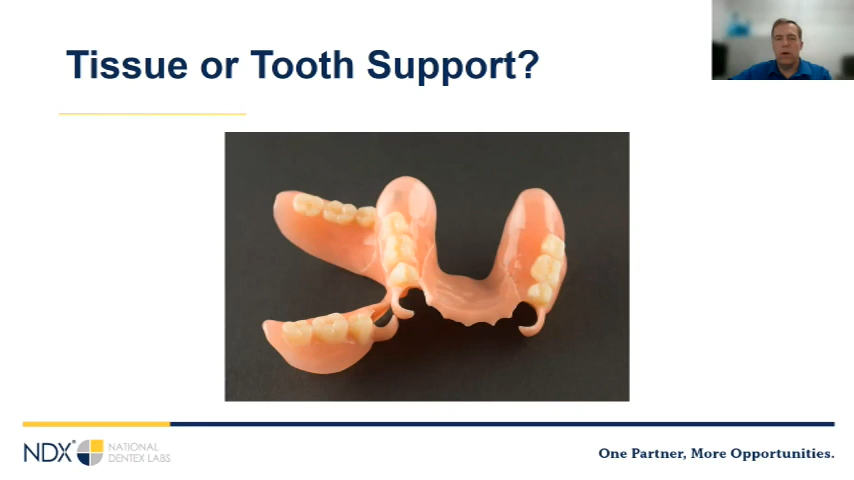 Tissue or Tooth Support?
NDX® NATIONAL
DENTEX LABS
One Partner, More Opportunities.